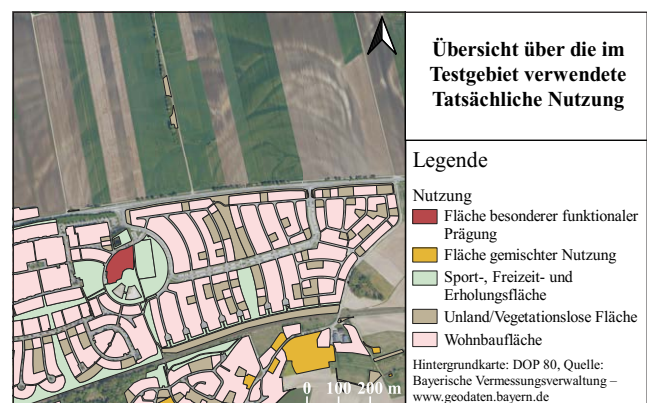 Übersicht über die im
Testgebiet verwendete
Tatsächliche Nutzung
Legende
Nutzung
Fläche besonderer funktionaler
Prägung
Fläche gemischter Nutzung
Sport-, Freizeit- und
Erholungsfläche
Unland/Vegetationslose Fläche
Wohnbaufläche
Hintergrundkarte: DOP 80, Quelle:
Bayerische Vermessungsverwaltung –
www.geodaten.bayern.de
0 100 200 m